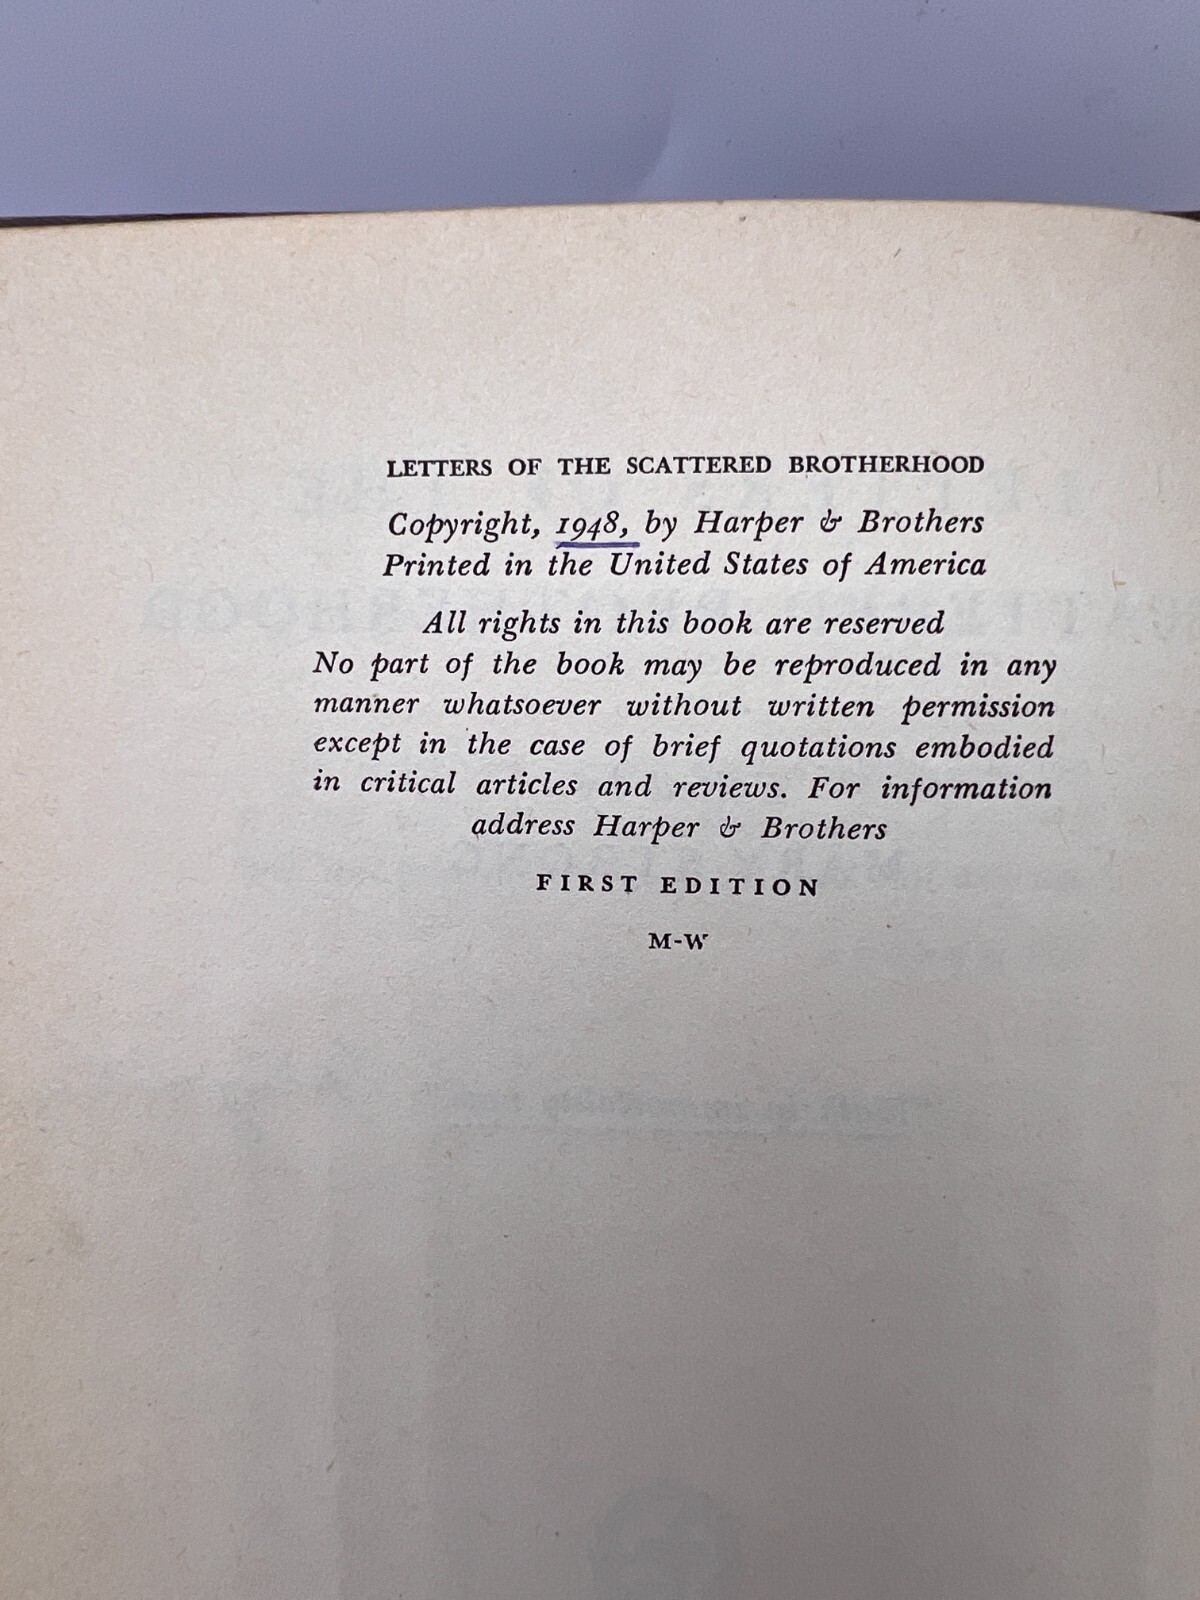 LETTERS OF THE SCATTERED BROTHERHOOD
Copyright, 1948, by Harper & Brothers
Printed in the United States of America
All rights in this book are reserved
No part of the book may be reproduced in any
manner whatsoever without written permission
except in the case of brief quotations embodied
in critical articles and reviews. For information
address Harper & Brothers
FIRST EDITION
M-W